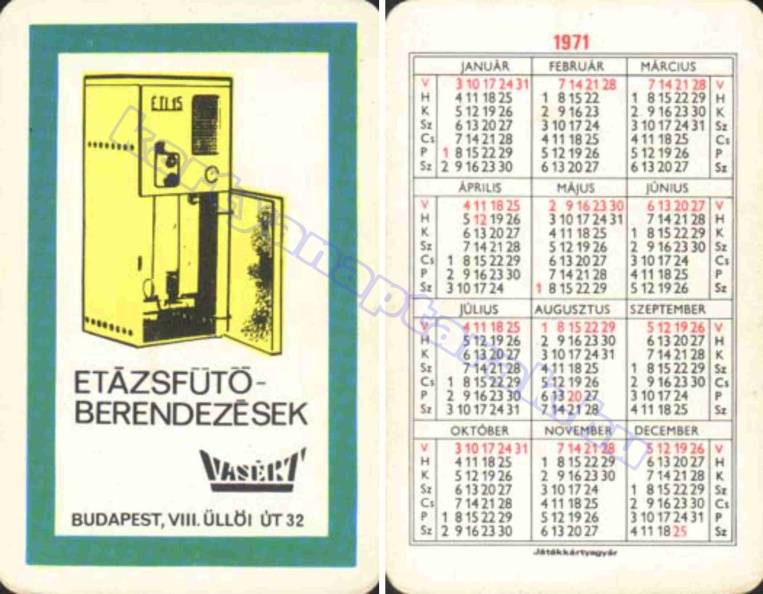 É.T.I.15
ETÁZSFŰTŐ-
BERENDEZÉSEK
VASÉRT
BUDAPEST, VIII. ÜLLŐI ÚT 32
kartyanaptarak.hu
1971
JANUÁR FEBRUÁR MÁRCIUS
V 3 10 17 24 31 7 14 21 28 7 14 21 28 V
H 4 11 18 25 1 8 15 22 1 8 15 22 29 H
K 5 12 19 26 2 9 16 23 2 9 16 23 30 K
Sz 6 13 20 27 3 10 17 24 3 10 17 24 31 Sz
Cs 7 14 21 28 4 11 18 25 4 11 18 25 Cs
P 1 8 15 22 29 5 12 19 26 5 12 19 26 P
Sz 2 9 16 23 30 6 13 20 27 6 13 20 27 Sz
ÁPRILIS MÁJUS JÚNIUS
V 4 11 18 25 2 9 16 23 30 6 13 20 27 V
H 5 12 19 26 3 10 17 24 31 7 14 21 28 H
K 6 13 20 27 4 11 18 25 1 8 15 22 29 K
Sz 7 14 21 28 5 12 19 26 2 9 16 23 30 Sz
Cs 1 8 15 22 29 6 13 20 27 3 10 17 24 Cs
P 2 9 16 23 30 7 14 21 28 4 11 18 25 P
Sz 3 10 17 24 1 8 15 22 29 5 12 19 26 Sz
JÚLIUS AUGUSZTUS SZEPTEMBER
V 4 11 18 25 1 8 15 22 29 5 12 19 26 V
H 5 12 19 26 2 9 16 23 30 6 13 20 27 H
K 6 13 20 27 3 10 17 24 31 7 14 21 28 K
Sz 7 14 21 28 4 11 18 25 1 8 15 22 29 Sz
Cs 1 8 15 22 29 5 12 19 26 2 9 16 23 30 Cs
P 2 9 16 23 30 6 13 20 27 3 10 17 24 P
Sz 3 10 17 24 31 7 14 21 28 4 11 18 25 Sz
OKTÓBER NOVEMBER DECEMBER
V 3 10 17 24 31 7 14 21 28 5 12 19 26 V
H 4 11 18 25 1 8 15 22 29 6 13 20 27 H
K 5 12 19 26 2 9 16 23 30 7 14 21 28 K
Sz 6 13 20 27 3 10 17 24 1 8 15 22 29 Sz
Cs 7 14 21 28 4 11 18 25 2 9 16 23 30 Cs
P 1 8 15 22 29 5 12 19 26 3 10 17 24 31 P
Sz 2 9 16 23 30 6 13 20 27 4 11 18 25 Sz
Játékkártyagyár